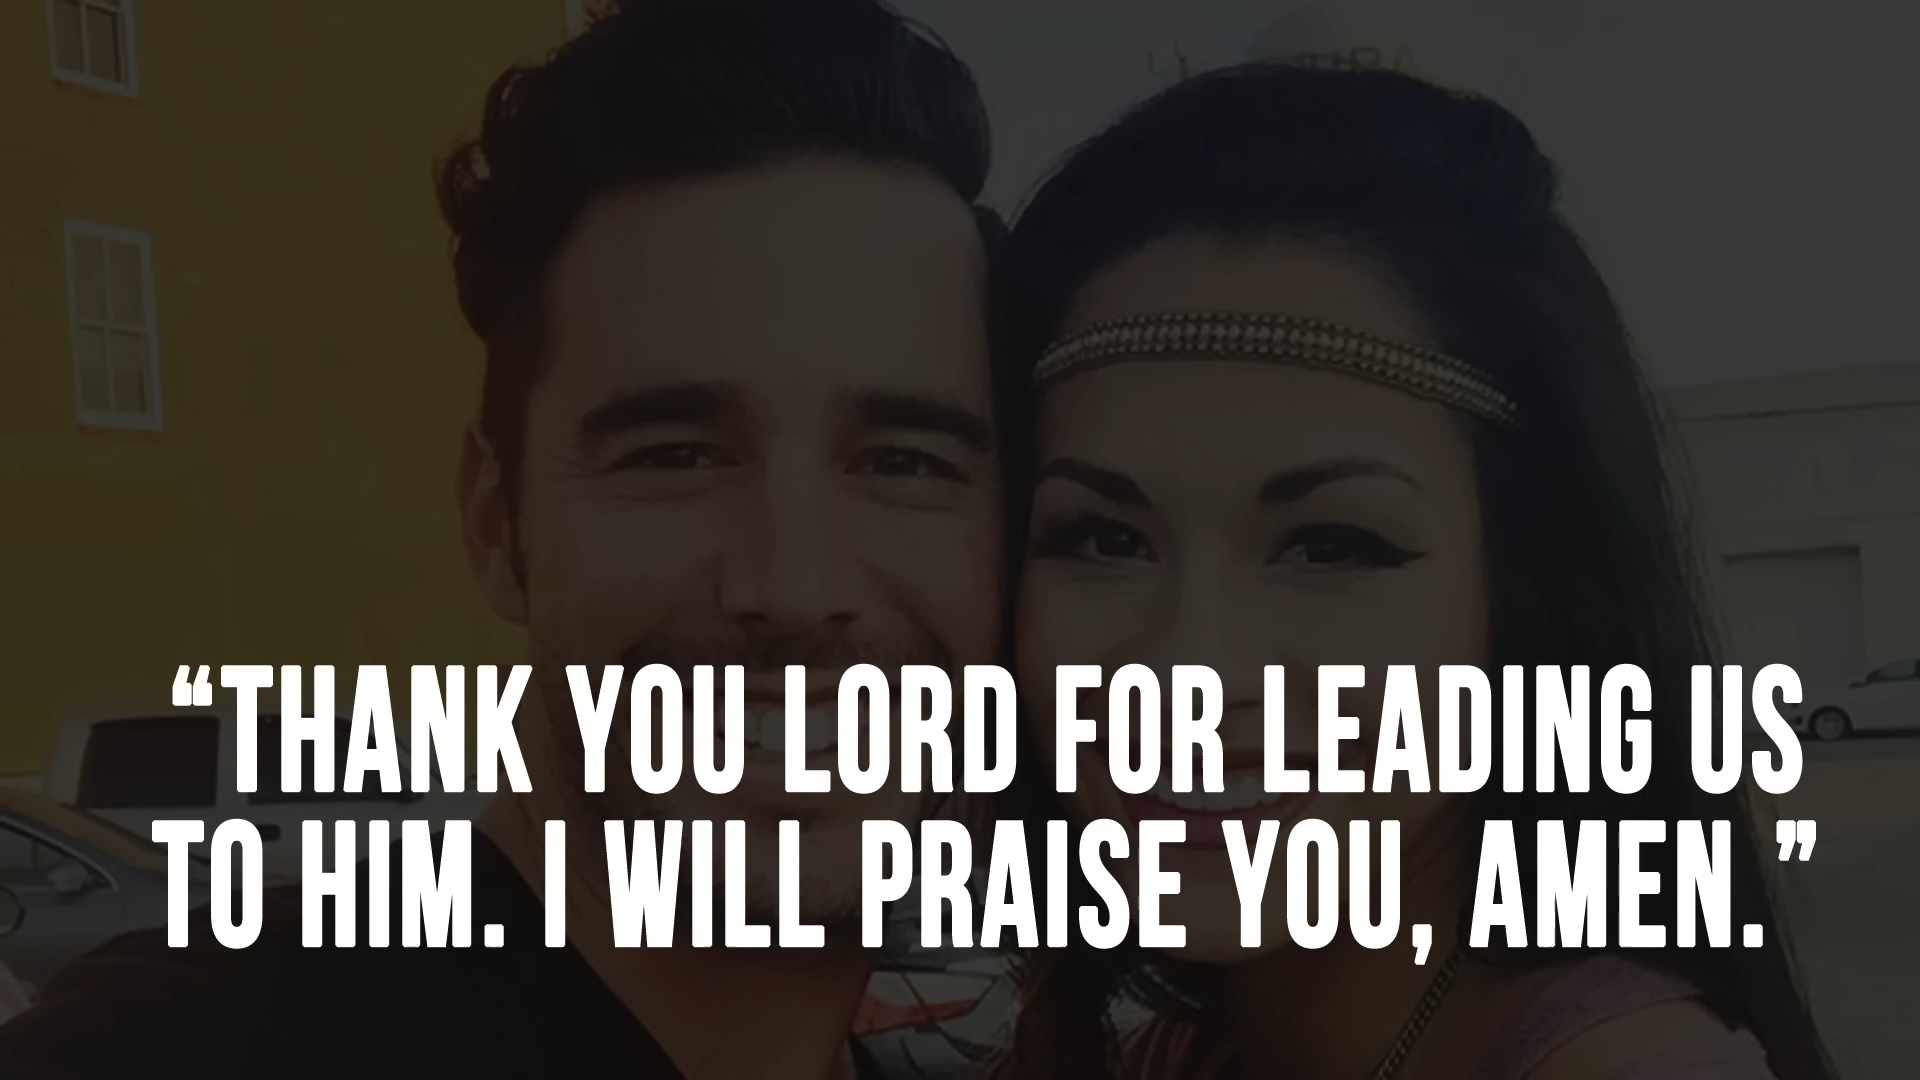 “THANK YOU LORD FOR LEADING US
TO HIM. I WILL PRAISE YOU, AMEN.”